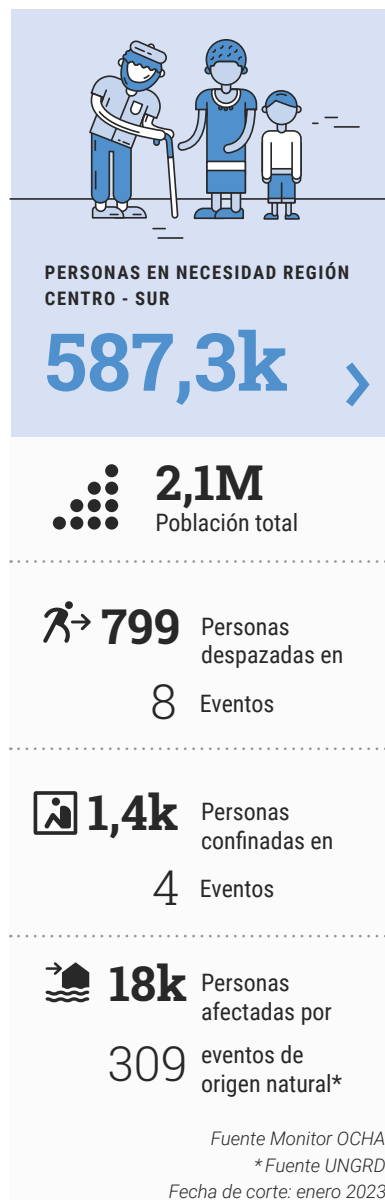 PERSONAS EN NECESIDAD REGIÓN
CENTRO - SUR
587,3k
2,1M
Población total
799 Personas
despazadas en
8 Eventos
1,4k Personas
confinadas en
4 Eventos
18k Personas
afectadas por
309 eventos de
origen natural*
Fuente Monitor OCHA
*Fuente UNGRD
Fecha de corte: enero 2023